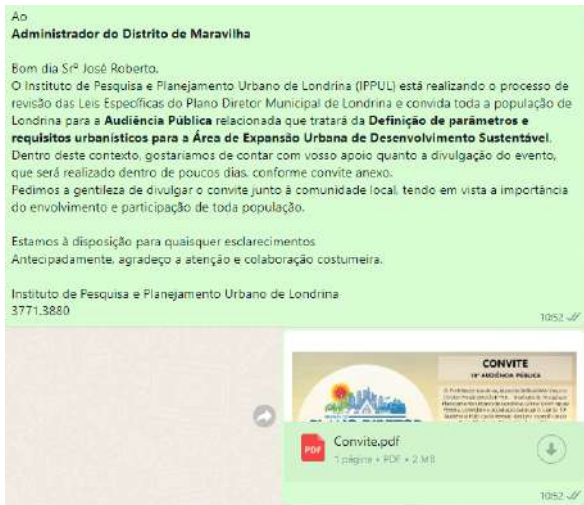 Ao
Administrador do Distrito de Maravilha
Bom dia Srº José Roberto,
O Instituto de Pesquisa e Planejamento Urbano de Londrina (IPPUL) está realizando o processo de
revisão das Leis Específicas do Plano Diretor Municipal de Londrina e convida toda a população de
Londrina para a Audiência Pública relacionada que tratará da Definição de parâmetros e
requisitos urbanísticos para a Área de Expansão Urbana de Desenvolvimento Sustentável.
Dentro deste contexto, gostaríamos de contar com vosso apoio quanto a divulgação do evento,
que será realizado dentro de poucos dias, conforme convite anexo.
Pedimos a gentileza de divulgar o convite junto à comunidade local, tendo em vista a importância
do envolvimento e participação de toda população.
Estamos à disposição para quaisquer esclarecimentos
Antecipadamente, agradeço a atenção e colaboração costumeira.
Instituto de Pesquisa e Planejamento Urbano de Londrina
3771.3880
10:52
CONVITE
AUDIÊNCIA PÚBLICA
PLANO DIRETOR
PDF
Convite.pdf
1 página • PDF • 2 MB
10:52